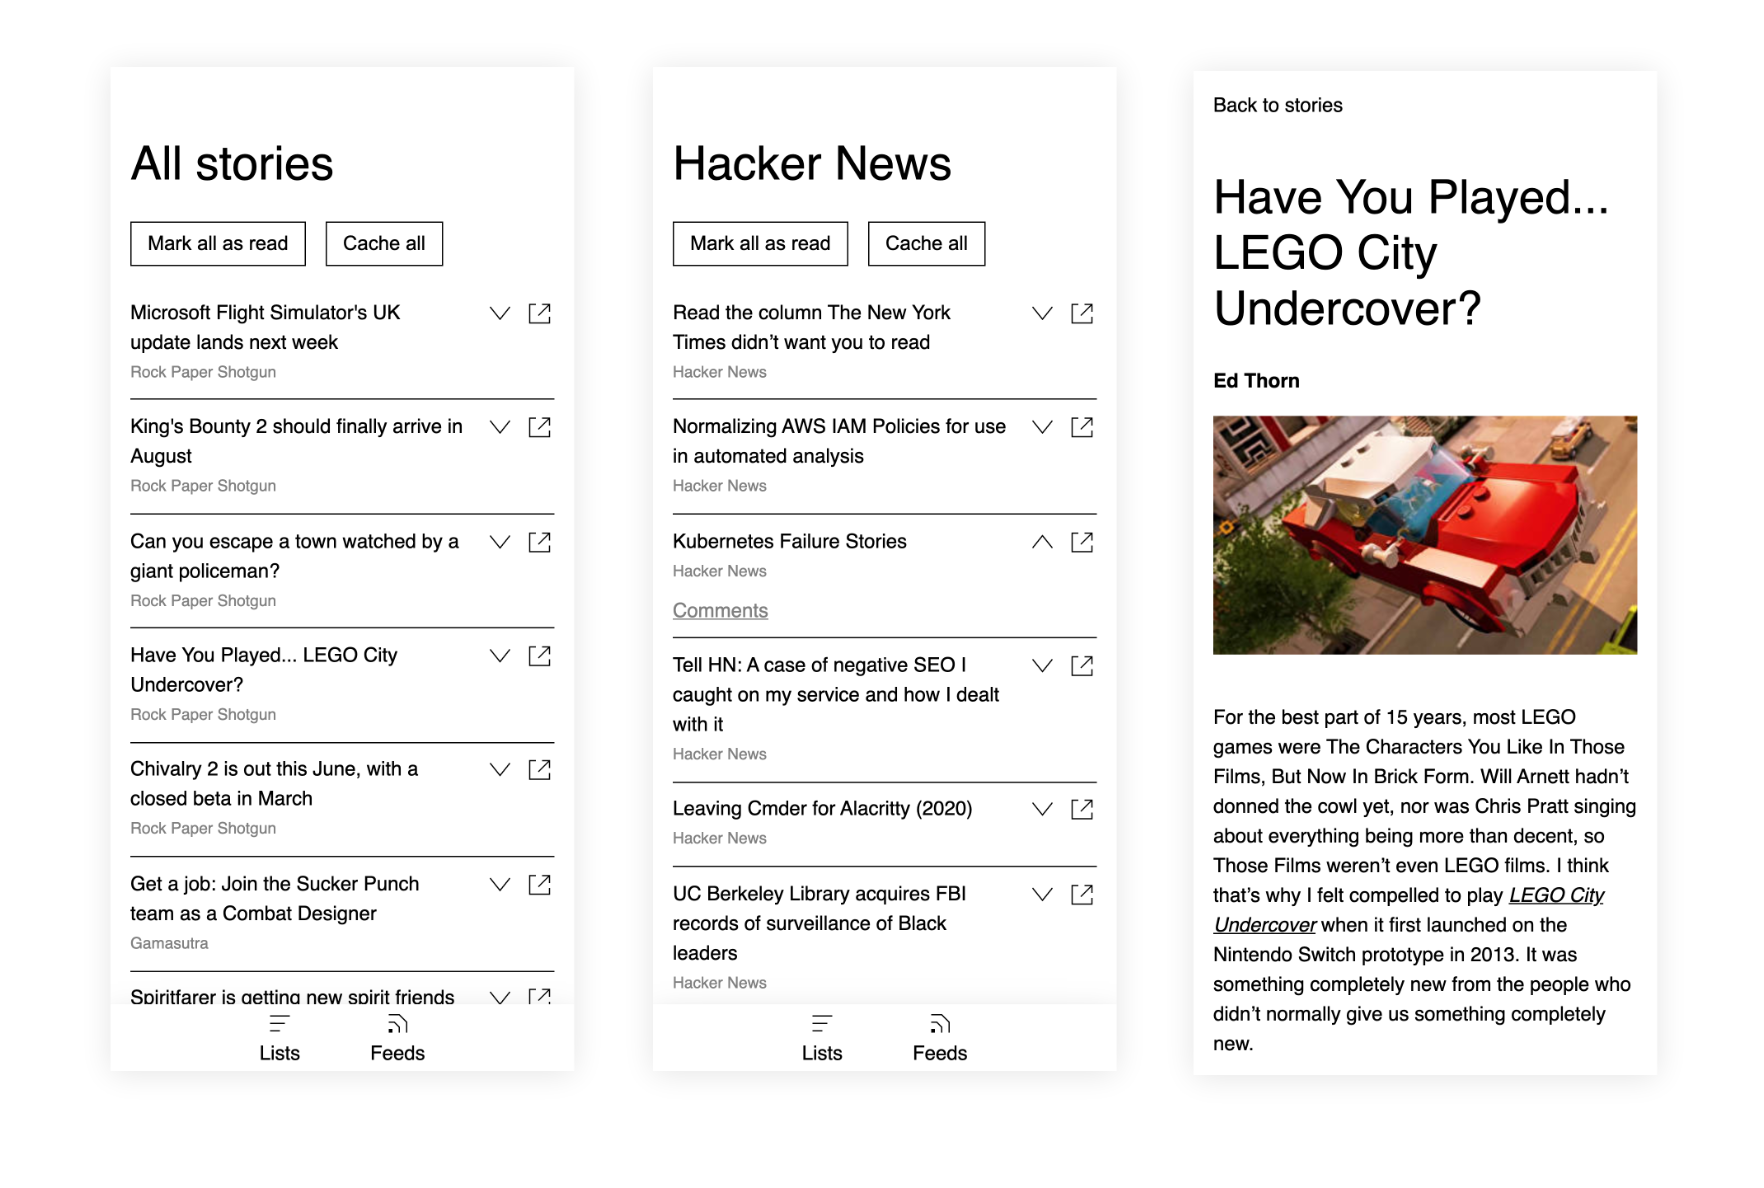 All stories
Mark all as read
Cache all
Microsoft Flight Simulator's UK
update lands next week
Rock Paper Shotgun
King's Bounty 2 should finally arrive in
August
Rock Paper Shotgun
Can you escape a town watched by a
giant policeman?
Rock Paper Shotgun
Have You Played... LEGO City
Undercover?
Rock Paper Shotgun
Chivalry 2 is out this June, with a
closed beta in March
Rock Paper Shotgun
Get a job: Join the Sucker Punch
team as a Combat Designer
Gamasutra
Spiritfarer is getting new spirit friends
Lists
Feeds
Hacker News
Mark all as read
Cache all
Read the column The New York
Times didn’t want you to read
Hacker News
Normalizing AWS IAM Policies for use
in automated analysis
Hacker News
Kubernetes Failure Stories
Hacker News
Comments
Tell HN: A case of negative SEO I
caught on my service and how I dealt
with it
Hacker News
Leaving Cmder for Alacritty (2020)
Hacker News
UC Berkeley Library acquires FBI
records of surveillance of Black
leaders
Hacker News
Lists
Feeds
Back to stories
Have You Played...
LEGO City
Undercover?
Ed Thorn
For the best part of 15 years, most LEGO
games were The Characters You Like In Those
Films, But Now In Brick Form. Will Arnett hadn’t
donned the cowl yet, nor was Chris Pratt singing
about everything being more than decent, so
Those Films weren’t even LEGO films. I think
that’s why I felt compelled to play LEGO City
Undercover when it first launched on the
Nintendo Switch prototype in 2013. It was
something completely new from the people who
didn’t normally give us something completely
new.